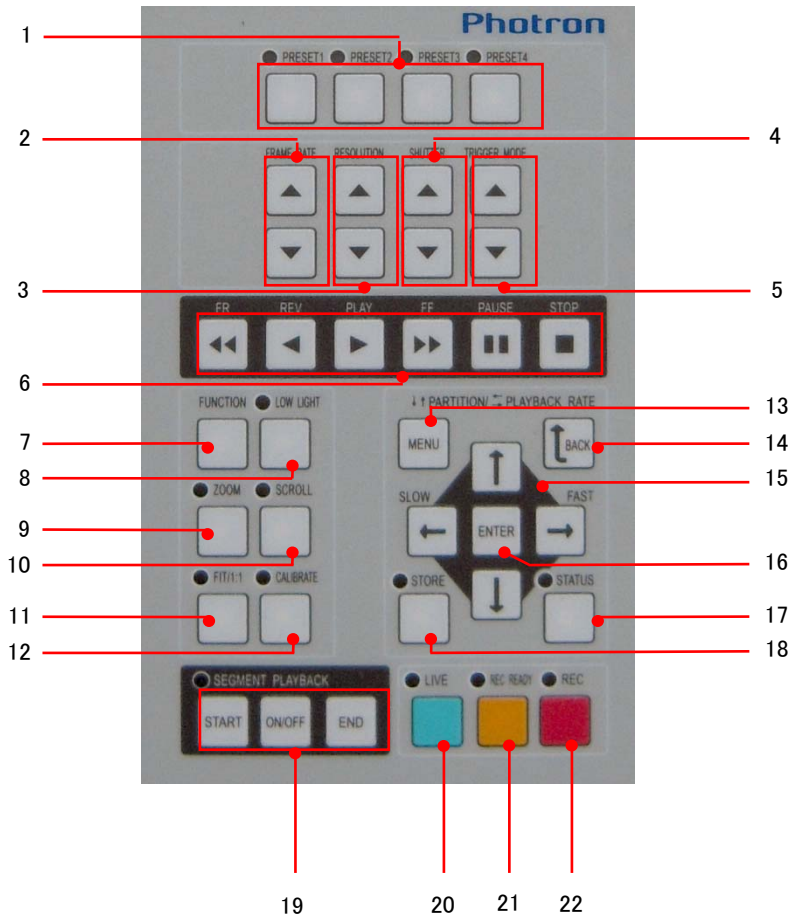 Photron
1
PRESET1 PRESET2 PRESET3 PRESET4
2 4
FRAME RATE RESOLUTION SHUTTER TRIGGER MODE
3 5
FR REV PLAY FF PAUSE STOP
6
FUNCTION LOW LIGHT
7
8
ZOOM SCROLL
9
10
FIT/1:1 CALIBRATE
11
12
↓↑PARTITION/ ⇆ PLAYBACK RATE
13
MENU BACK
14
SLOW FAST
15
ENTER
16
STORE STATUS
17
18
SEGMENT PLAYBACK
START ON/OFF END
LIVE REC READY REC
19 20 21 22